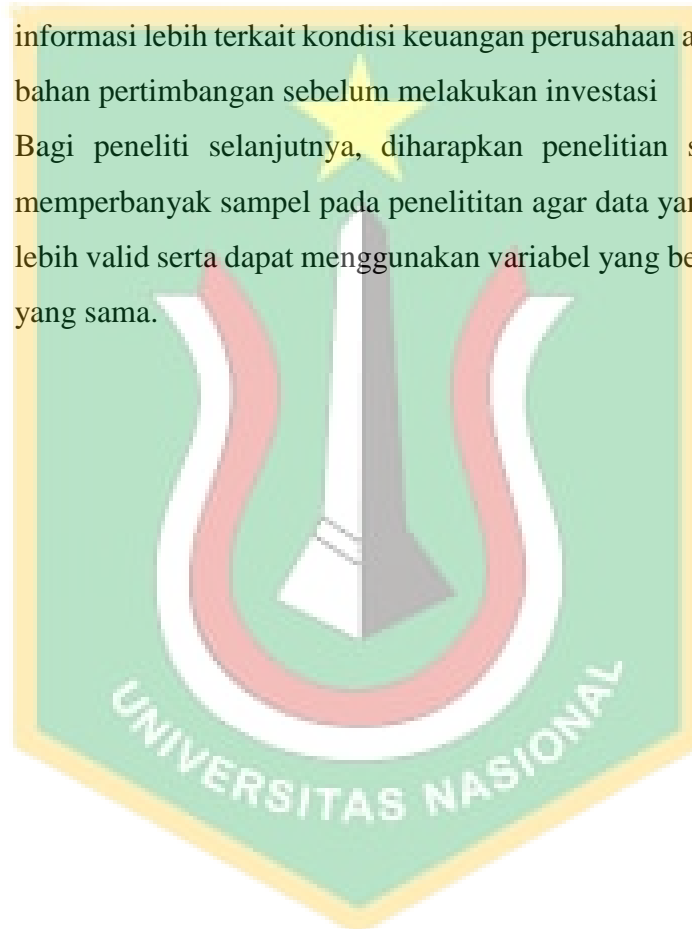 informasi lebih terkait kondisi keuangan perusahaan a
bahan pertimbangan sebelum melakukan investasi
Bagi peneliti selanjutnya, diharapkan penelitian s
memperbanyak sampel pada penelititan agar data yan
lebih valid serta dapat menggunakan variabel yang be
yang sama.
UNIVERSITAS NASIONAL